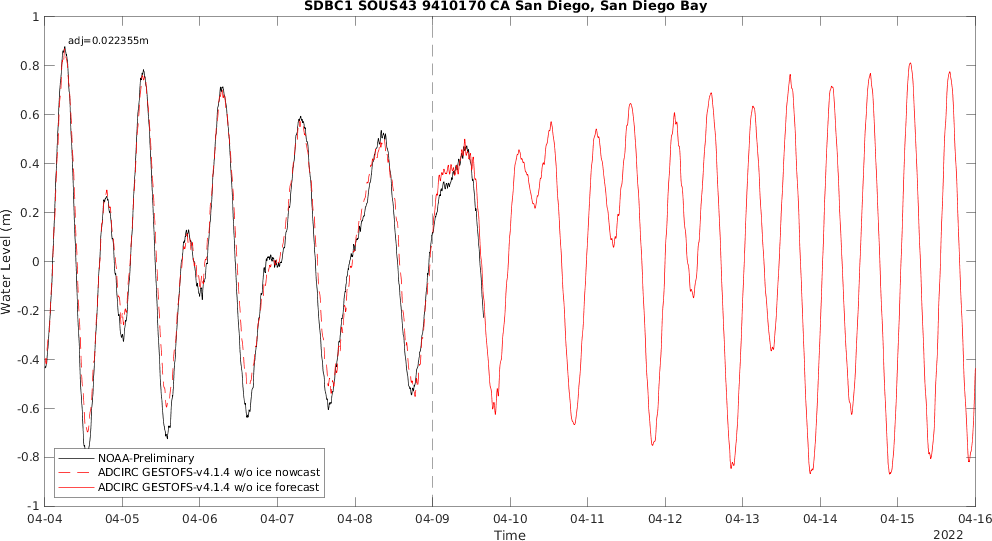 SDBC1 SOUS43 9410170 CA San Diego, San Diego Bay
adj=0.022355m
Water Level (m)
1
0.8
0.6
0.4
0.2
0
-0.2
-0.4
-0.6
-0.8
-1
NOAA-Preliminary
ADCIRC GESTOFS-v4.1.4 w/o ice nowcast
ADCIRC GESTOFS-v4.1.4 w/o ice forecast
04-04 04-05 04-06 04-07 04-08 04-09 04-10 04-11 04-12 04-13 04-14 04-15 04-16
Time
2022